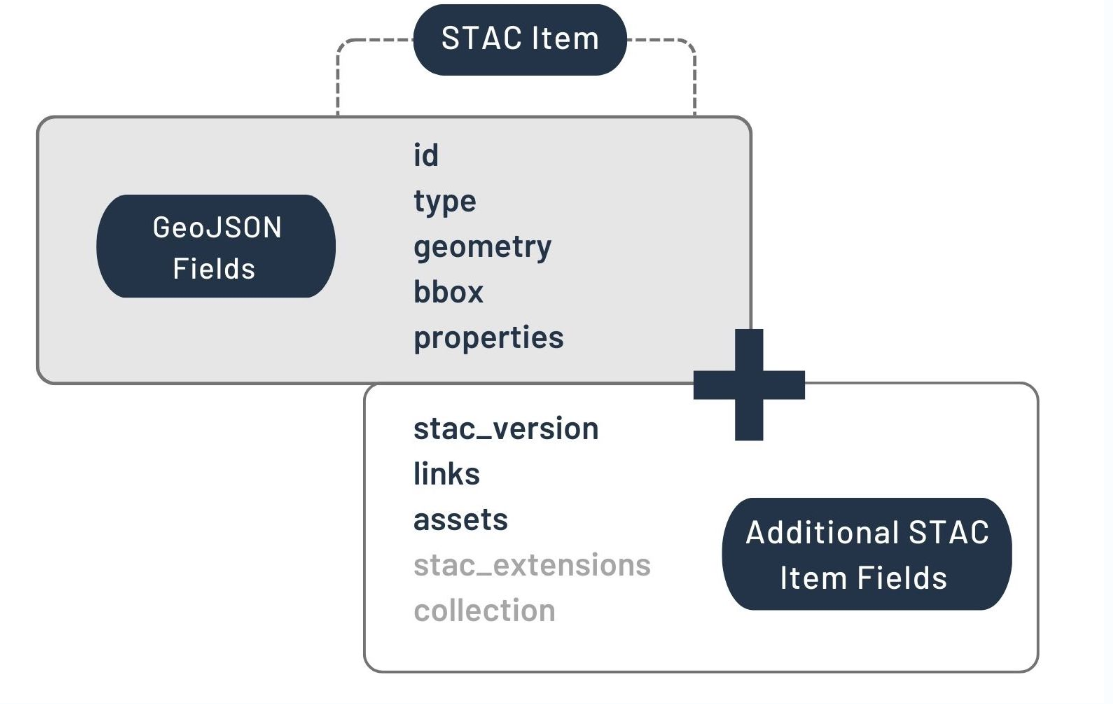 STAC Item
GeoJSON
Fields
id
type
geometry
bbox
properties
stac_version
links
assets
stac_extensions
collection
Additional STAC
Item Fields